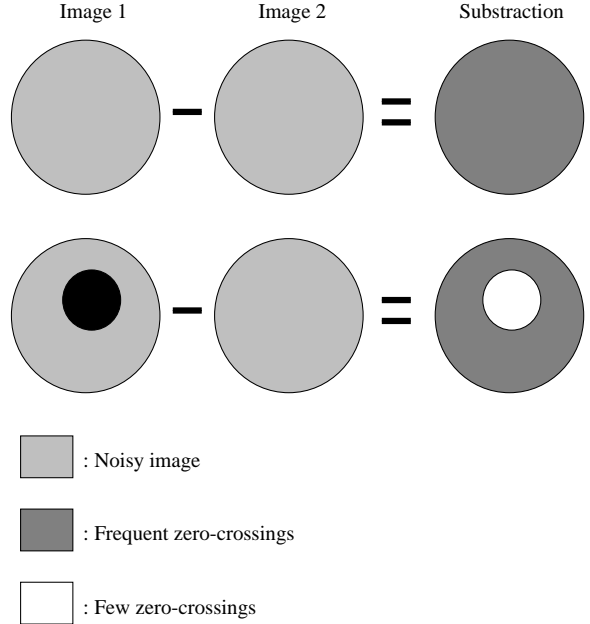 Image 1 Image 2 Substraction
: Noisy image
: Frequent zero-crossings
: Few zero-crossings